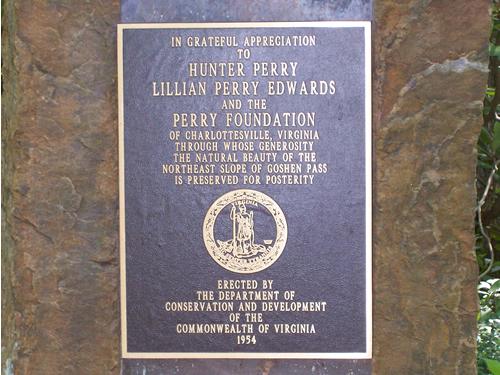 IN GRATEFUL APPRECIATION
TO
HUNTER PERRY
LILLIAN PERRY EDWARDS
AND THE
PERRY FOUNDATION
OF CHARLOTTESVILLE, VIRGINIA
THROUGH WHOSE GENEROSITY
THE NATURAL BEAUTY OF THE
NORTHEAST SLOPE OF GOSHEN PASS
IS PRESERVED FOR POSTERITY
VIRGINIA
ERECTED BY
THE DEPARTMENT OF
CONSERVATION AND DEVELOPMENT
OF THE
COMMONWEALTH OF VIRGINIA
1954